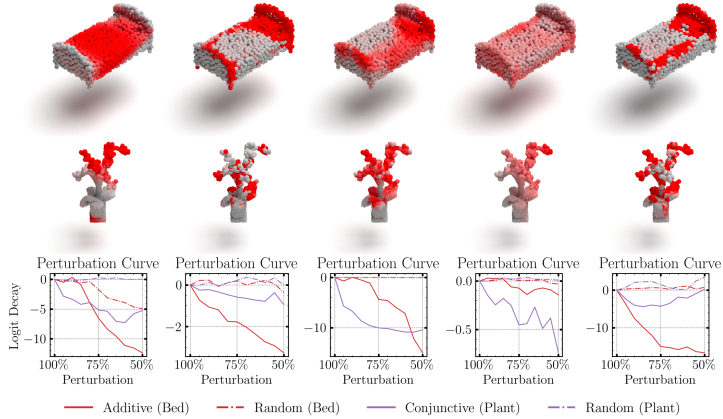 Perturbation Curve Perturbation Curve Perturbation Curve Perturbation Curve Perturbation Curve
Logit Decay
0 −5 −10
0 −2
0 −10
0.0 −0.5
0 −10
100% 75% 50% 100% 75% 50% 100% 75% 50% 100% 75% 50% 100% 75% 50%
Perturbation Perturbation Perturbation Perturbation Perturbation
Additive (Bed) Random (Bed) Conjunctive (Plant) Random (Plant)